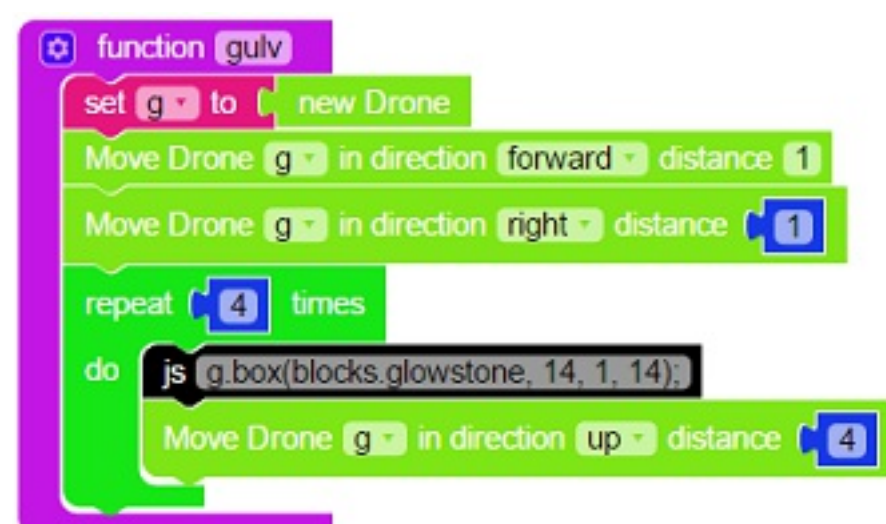 function gulv
set g to new Drone
Move Drone g in direction forward distance 1
Move Drone g in direction right distance 1
repeat 4 times
do js g.box(blocks.glowstone, 14, 1, 14);
Move Drone g in direction up distance 4